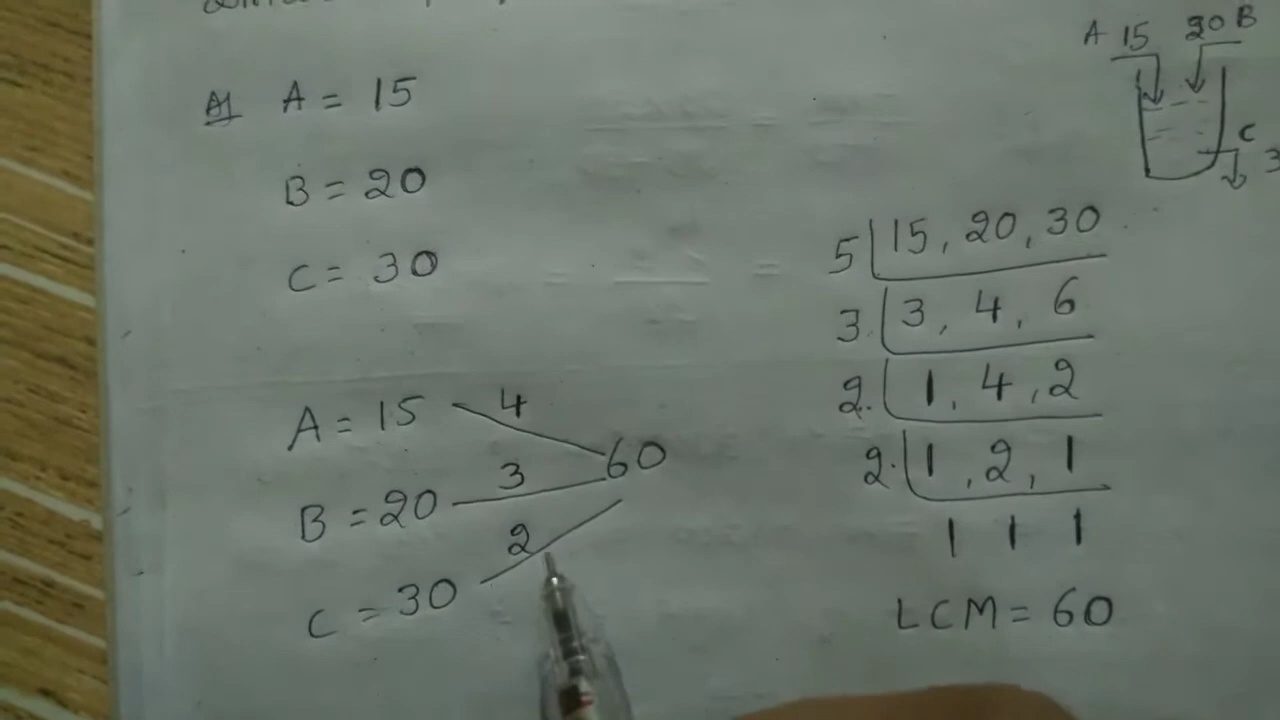 A 15 20 B
C
A1 A = 15
B = 20
C = 30
5 | 15, 20, 30
3. | 3, 4, 6
2. | 1, 4, 2
2. | 1, 2, 1
1 1 1
LCM = 60
A = 15 4
B = 20 3 60
C = 30 2